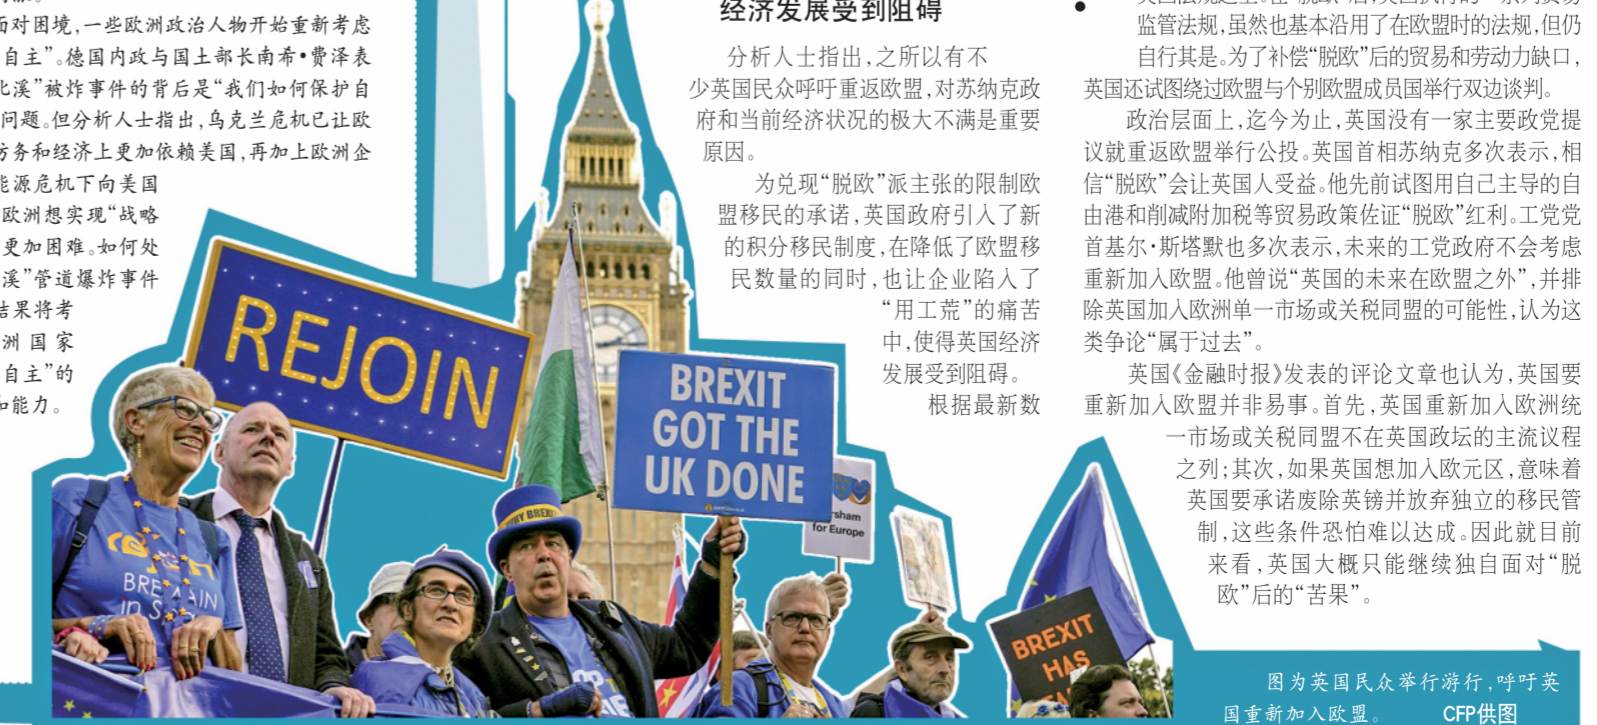 面对困境,一些欧洲政治人物开始重新考虑
自主”。德国内政与国土部长南希·费泽表
北溪”被炸事件的背后是“我们如何保护自
问题。但分析人士指出,乌克兰危机已让欧
防务和经济上更加依赖美国,再加上欧洲企
能源危机下向美国
欧洲想实现“战略
更加困难。如何处
溪”管道爆炸事件
结果将考
洲国家
自主”的
和能力。
经济发展受到阻碍
分析人士指出,之所以有不
少英国民众呼吁重返欧盟,对苏纳克政
府和当前经济状况的极大不满是重要
原因。
为兑现“脱欧”派主张的限制欧
盟移民的承诺,英国政府引入了新
的积分移民制度,在降低了欧盟移
民数量的同时,也让企业陷入了
“用工荒”的痛苦
中,使得英国经济
发展受到阻碍。
根据最新数
监管法规,虽然也基本沿用了在欧盟时的法规,但仍
自行其是。为了补偿“脱欧”后的贸易和劳动力缺口,
英国还试图绕过欧盟与个别欧盟成员国举行双边谈判。
政治层面上,迄今为止,英国没有一家主要政党提
议就重返欧盟举行公投。英国首相苏纳克多次表示,相
信“脱欧”会让英国人受益。他先前试图用自己主导的自
由港和削减附加税等贸易政策佐证“脱欧”红利。工党党
首基尔·斯塔默也多次表示,未来的工党政府不会考虑
重新加入欧盟。他曾说“英国的未来在欧盟之外”,并排
除英国加入欧洲单一市场或关税同盟的可能性,认为这
类争论“属于过去”。
英国《金融时报》发表的评论文章也认为,英国要
重新加入欧盟并非易事。首先,英国重新加入欧洲统
一市场或关税同盟不在英国政坛的主流议程
之列;其次,如果英国想加入欧元区,意味着
英国要承诺废除英镑并放弃独立的移民管
制,这些条件恐怕难以达成。因此就目前
来看,英国大概只能继续独自面对“脱
欧”后的“苦果”。
REJOIN
BREXIT
GOT THE
UK DONE
for Europe
BREXIT
HAS
图为英国民众举行游行,呼吁英
国重新加入欧盟。 CFP供图